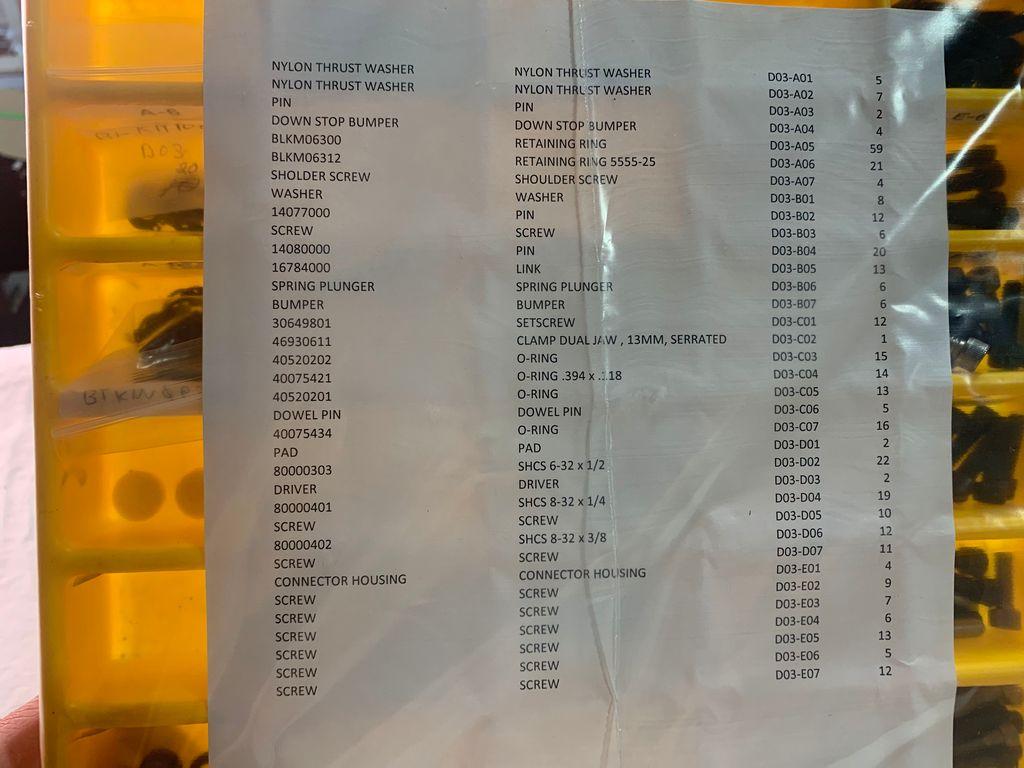 NYLON THRUST WASHER NYLON THRUST WASHER D03-A01 5
NYLON THRUST WASHER NYLON THRUST WASHER D03-A02 7
PIN PIN D03-A03 2
DOWN STOP BUMPER DOWN STOP BUMPER D03-A04 4
BLKM06300 RETAINING RING D03-A05 59
BLKM06312 RETAINING RING 5555-25 D03-A06 21
SHOLDER SCREW SHOULDER SCREW D03-A07 4
WASHER WASHER D03-B01 8
14077000 PIN D03-B02 12
SCREW SCREW D03-B03 6
14080000 PIN D03-B04 20
16784000 LINK D03-B05 13
SPRING PLUNGER SPRING PLUNGER D03-B06 6
BUMPER BUMPER D03-B07 6
30649801 SETSCREW D03-C01 12
46930611 CLAMP DUAL JAW , 13MM, SERRATED D03-C02 1
40520202 O-RING D03-C03 15
40075421 O-RING .394 x .118 D03-C04 14
40520201 O-RING D03-C05 13
DOWEL PIN DOWEL PIN D03-C06 5
40075434 O-RING D03-C07 16
PAD PAD D03-D01 2
80000303 SHCS 6-32 x 1/2 D03-D02 22
DRIVER DRIVER D03-D03 2
80000401 SHCS 8-32 x 1/4 D03-D04 19
SCREW SCREW D03-D05 10
80000402 SHCS 8-32 x 3/8 D03-D06 12
SCREW SCREW D03-D07 11
CONNECTOR HOUSING CONNECTOR HOUSING D03-E01 4
SCREW SCREW D03-E02 9
SCREW SCREW D03-E03 7
SCREW SCREW D03-E04 6
SCREW SCREW D03-E05 13
SCREW SCREW D03-E06 5
SCREW SCREW D03-E07 12
A-6
D03
20